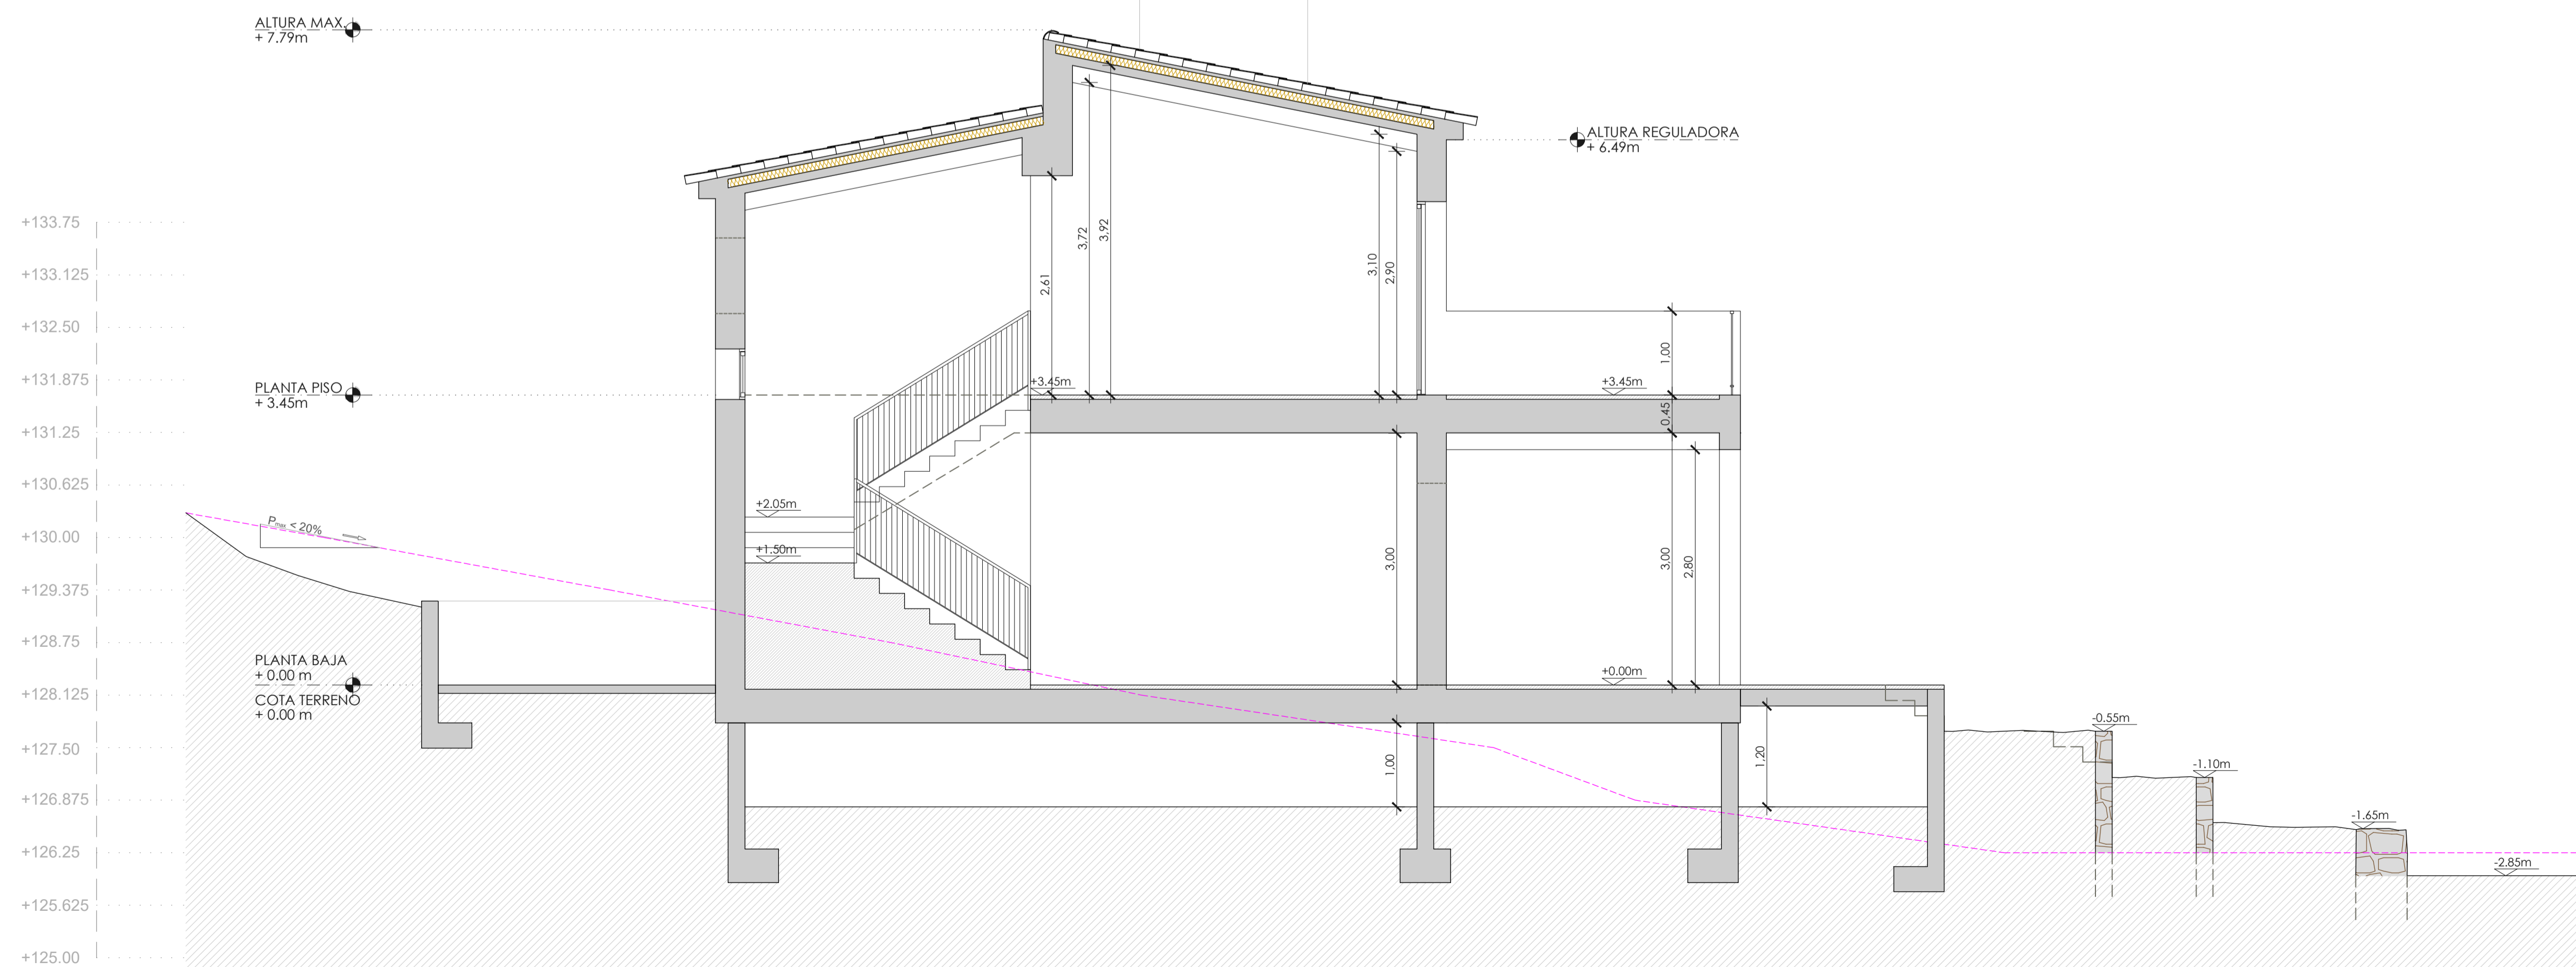 ALTURA MAX.
+ 7.79m
ALTURA REGULADORA
+ 6.49m
+133.75
+133.125
+132.50
+131.875
+131.25
+130.625
+130.00
+129.375
+128.75
+128.125
+127.50
+126.875
+126.25
+125.625
+125.00
PLANTA PISO
+ 3.45m
Pmax < 20%
PLANTA BAJA
+ 0.00 m
COTA TERRENO
+ 0.00 m
2,61
3,72
3,92
3,10
2,90
+3.45m
+3.45m
1,00
0,45
+2.05m
+1.50m
3,00
3,00
2,80
+0.00m
1,00
1,20
-0.55m
-1.10m
-1.65m
-2.85m